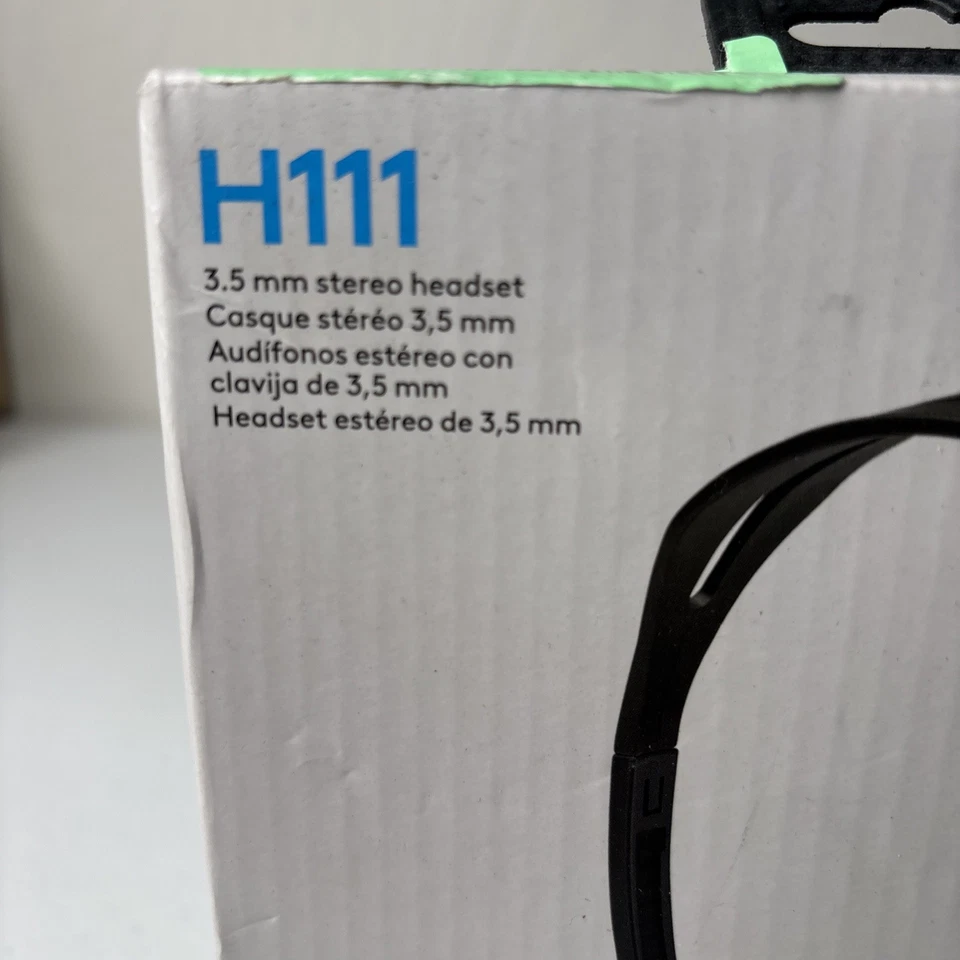 H111
3.5 mm stereo headset
Casque stéréo 3,5 mm
Audífonos estéreo con
clavija de 3,5 mm
Headset estéreo de 3,5 mm